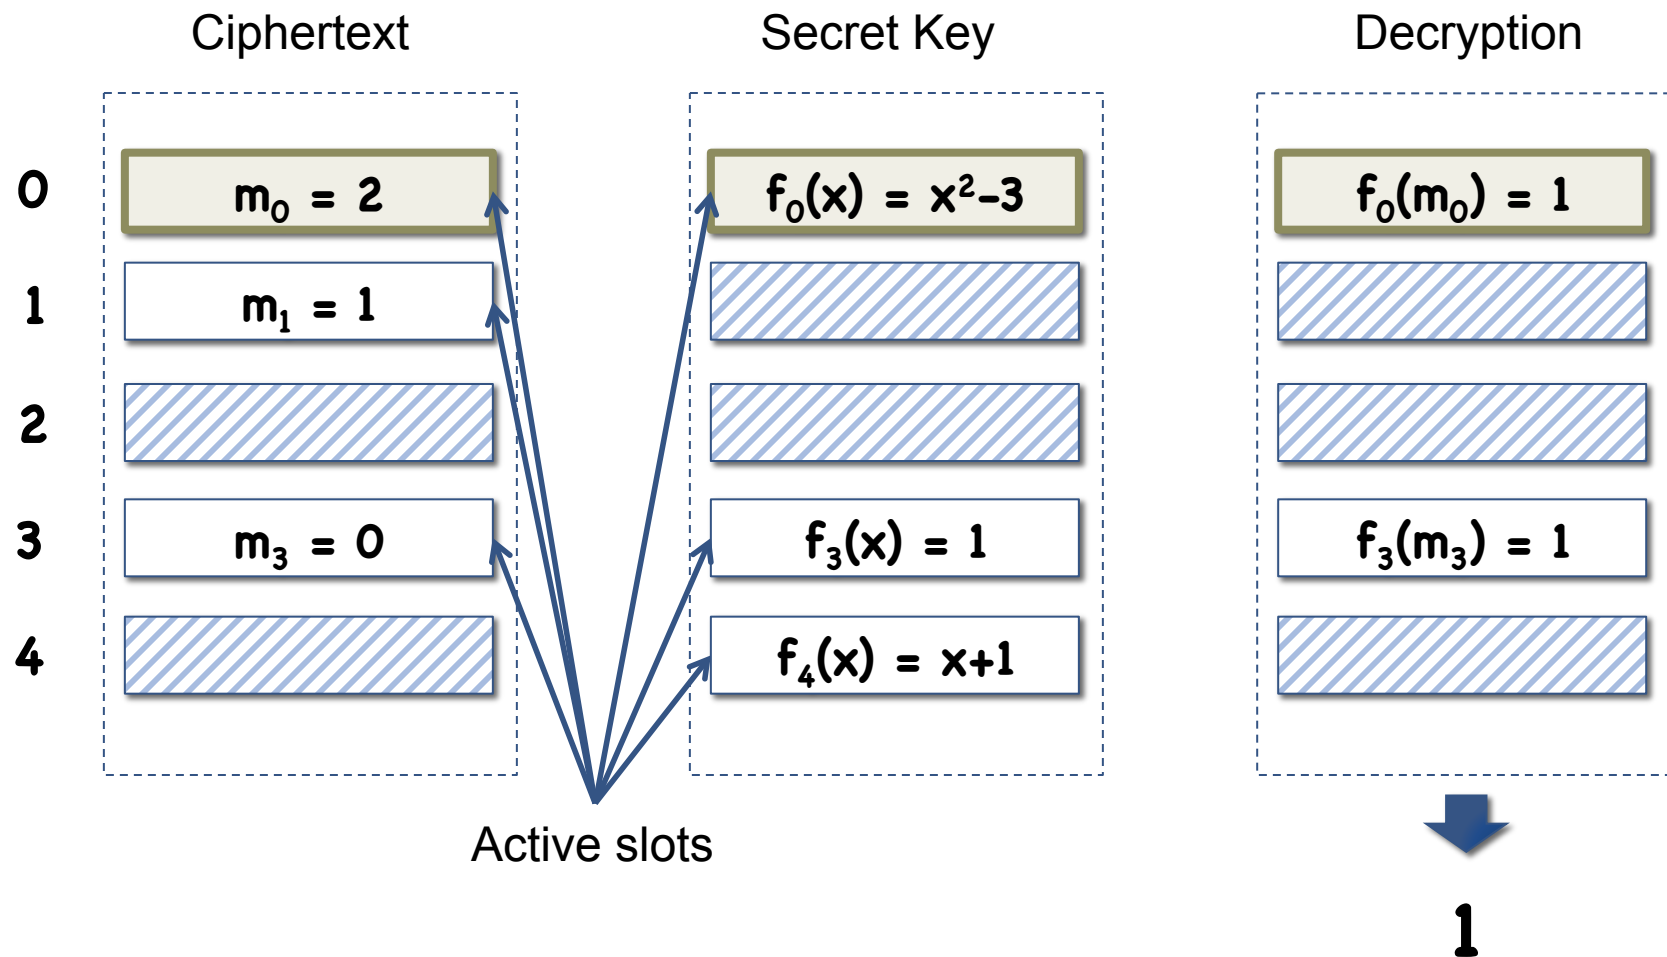 Ciphertext Secret Key Decryption
0 m₀ = 2 f₀(x) = x²-3 f₀(m₀) = 1
1 m₁ = 1
2
3 m₃ = 0 f₃(x) = 1 f₃(m₃) = 1
4 f₄(x) = x+1
Active slots
1